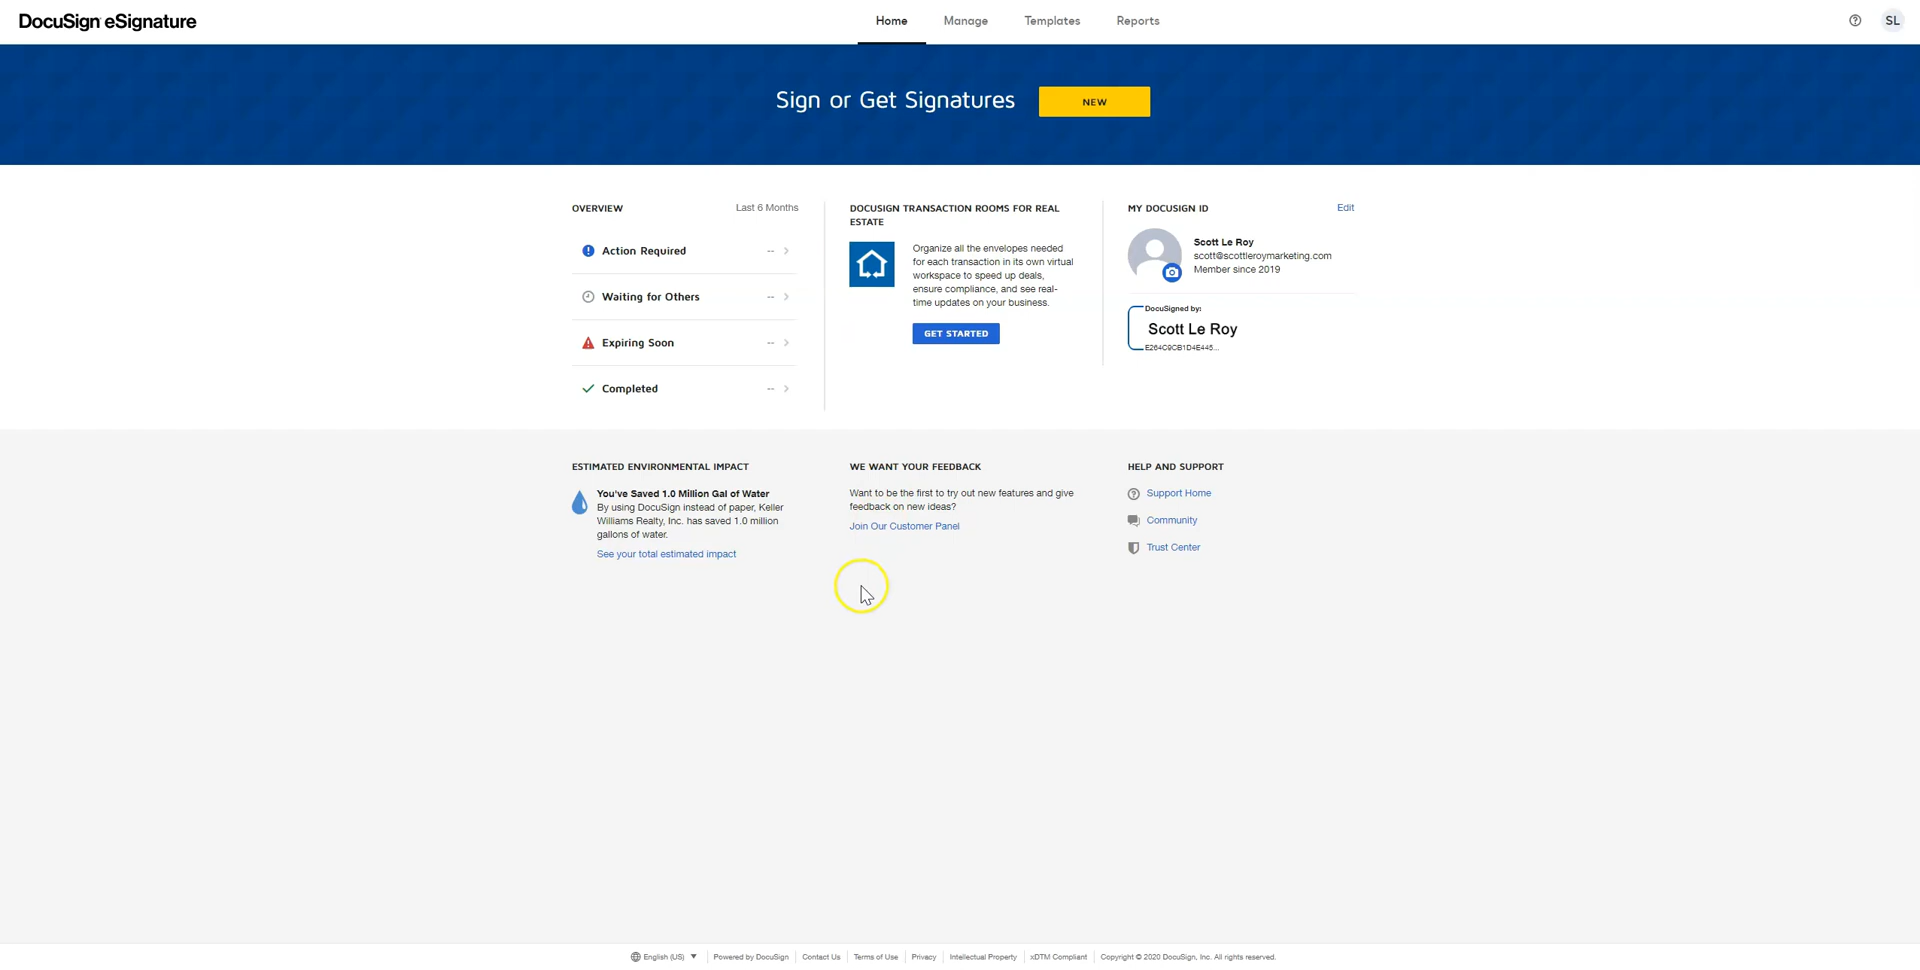 DocuSign eSignature
Home
Manage
Templates
Reports
SL
Sign or Get Signatures
NEW
OVERVIEW
Last 6 Months
Action Required
--
Waiting for Others
--
Expiring Soon
--
Completed
--
DOCUSIGN TRANSACTION ROOMS FOR REAL
ESTATE
Organize all the envelopes needed
for each transaction in its own virtual
workspace to speed up deals,
ensure compliance, and see real-
time updates on your business.
GET STARTED
MY DOCUSIGN ID
Edit
Scott Le Roy
scott@scottleroymarketing.com
Member since 2019
DocuSigned by:
Scott Le Roy
E264C9CB1D4E445...
ESTIMATED ENVIRONMENTAL IMPACT
You've Saved 1.0 Million Gal of Water
By using DocuSign instead of paper, Keller
Williams Realty, Inc. has saved 1.0 million
gallons of water.
See your total estimated impact
WE WANT YOUR FEEDBACK
Want to be the first to try out new features and give
feedback on new ideas?
Join Our Customer Panel
HELP AND SUPPORT
Support Home
Community
Trust Center
English (US)
Powered by DocuSign
Contact Us
Terms of Use
Privacy
Intellectual Property
xDTM Compliant
Copyright © 2020 DocuSign, Inc. All rights reserved.